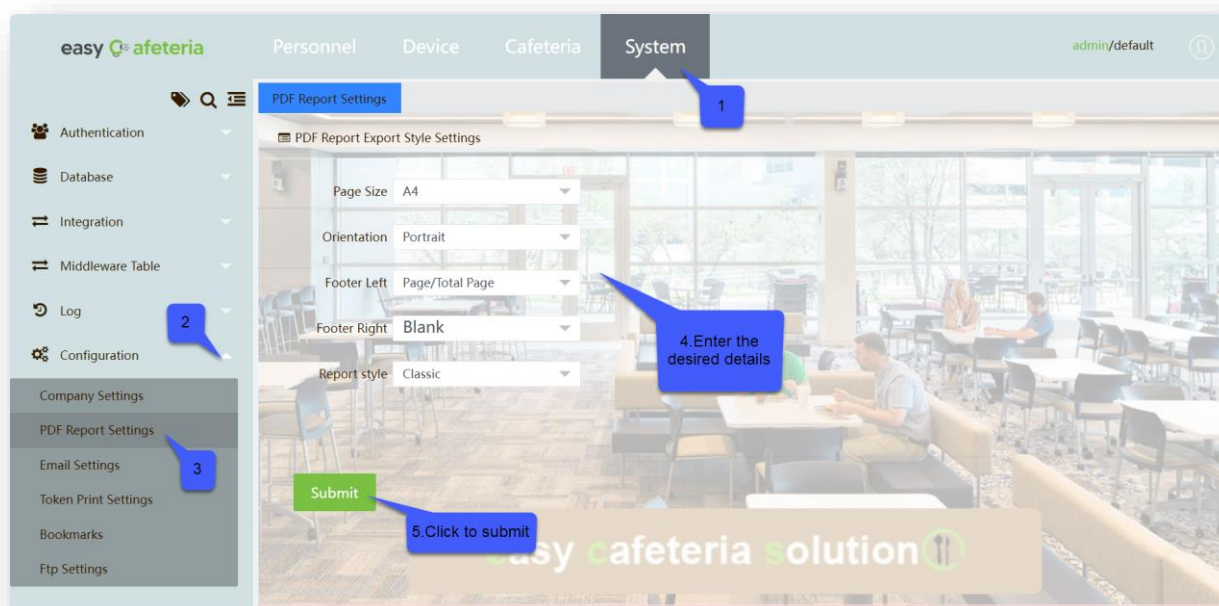 easy Cafeteria
Personnel
Device
Cafeteria
System
admin/default
1
PDF Report Settings
PDF Report Export Style Settings
Authentication
Database
Integration
Middleware Table
Log
2
Configuration
Company Settings
PDF Report Settings
3
Email Settings
Token Print Settings
Bookmarks
Ftp Settings
Page Size A4
Orientation Portrait
Footer Left Page/Total Page
Footer Right Blank
Report style Classic
4.Enter the
desired details
Submit
5.Click to submit
easy cafeteria solution